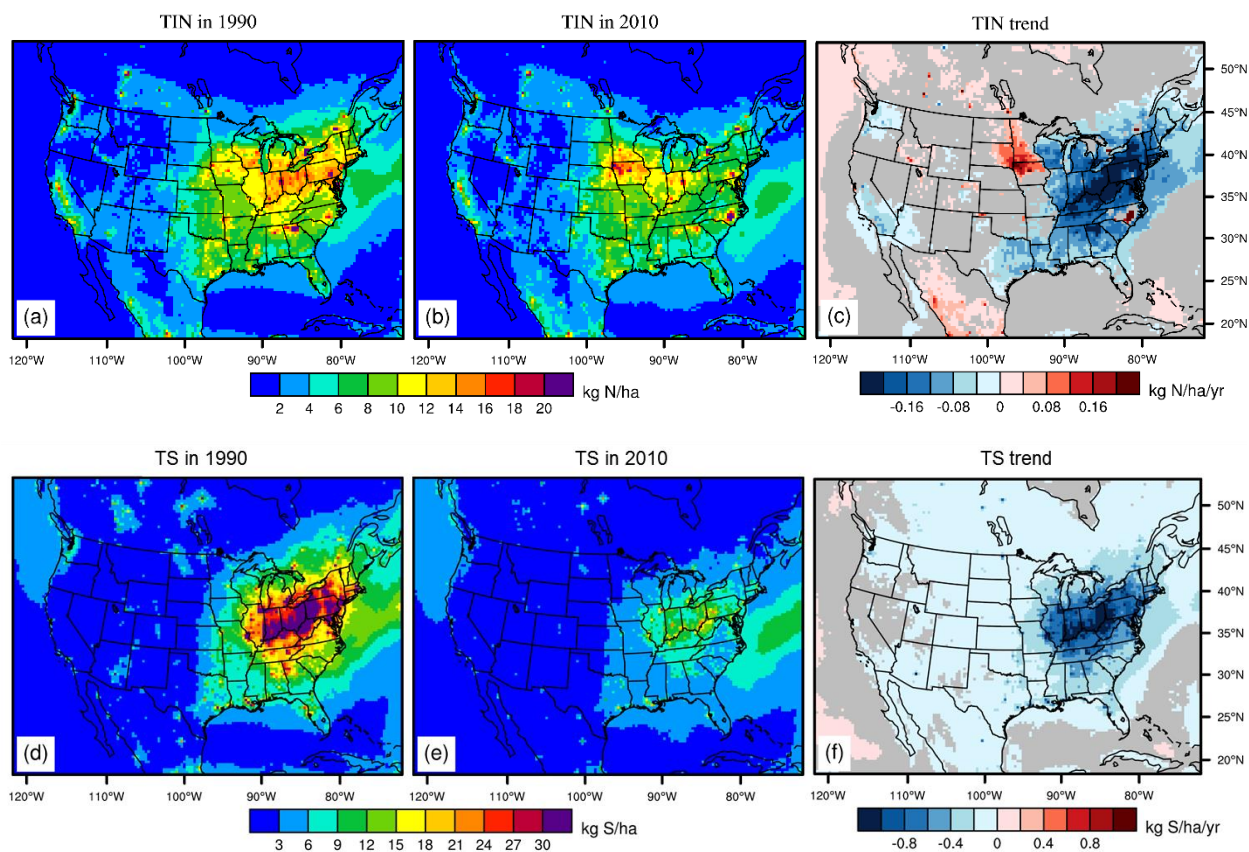 TIN in 1990 TIN in 2010 TIN trend
50°N
45°N
40°N
35°N
30°N
25°N
20°N
(a) (b) (c)
120°W 110°W 100°W 90°W 80°W 120°W 110°W 100°W 90°W 80°W 120°W 110°W 100°W 90°W 80°W
kg N/ha kg N/ha/yr
2 4 6 8 10 12 14 16 18 20 -0.16 -0.08 0 0.08 0.16
TS in 1990 TS in 2010 TS trend
50°N
45°N
40°N
35°N
30°N
25°N
20°N
(d) (e) (f)
120°W 110°W 100°W 90°W 80°W 120°W 110°W 100°W 90°W 80°W 120°W 110°W 100°W 90°W 80°W
kg S/ha kg S/ha/yr
3 6 9 12 15 18 21 24 27 30 -0.8 -0.4 0 0.4 0.8